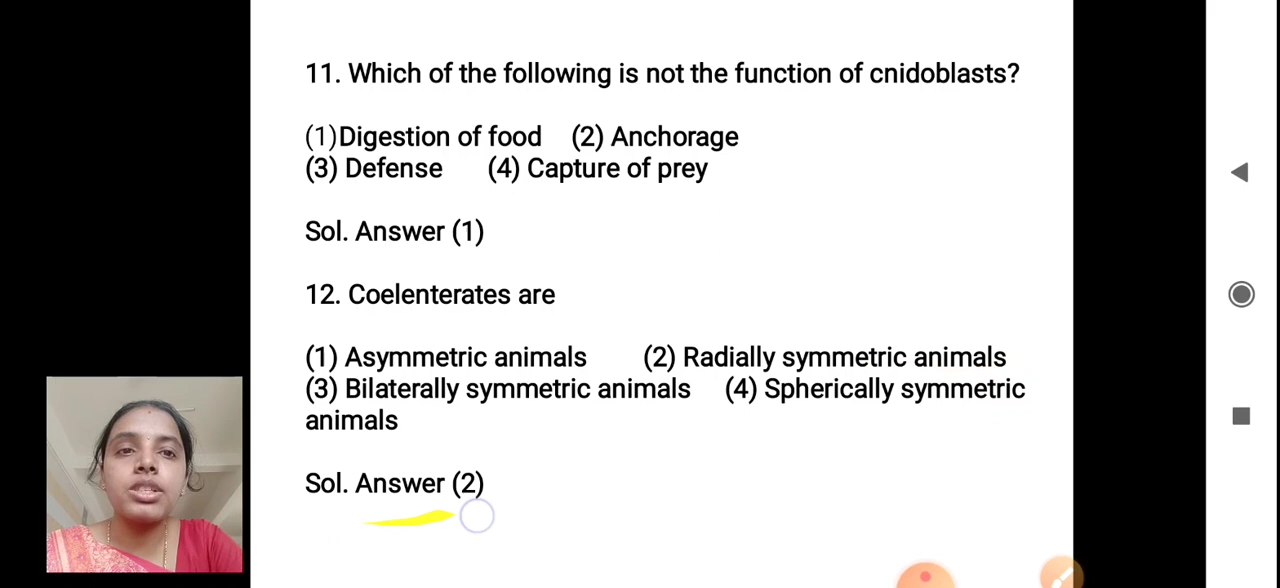 11. Which of the following is not the function of cnidoblasts?
(1)Digestion of food (2) Anchorage
(3) Defense (4) Capture of prey
Sol. Answer (1)
12. Coelenterates are
(1) Asymmetric animals (2) Radially symmetric animals
(3) Bilaterally symmetric animals (4) Spherically symmetric
animals
Sol. Answer (2)